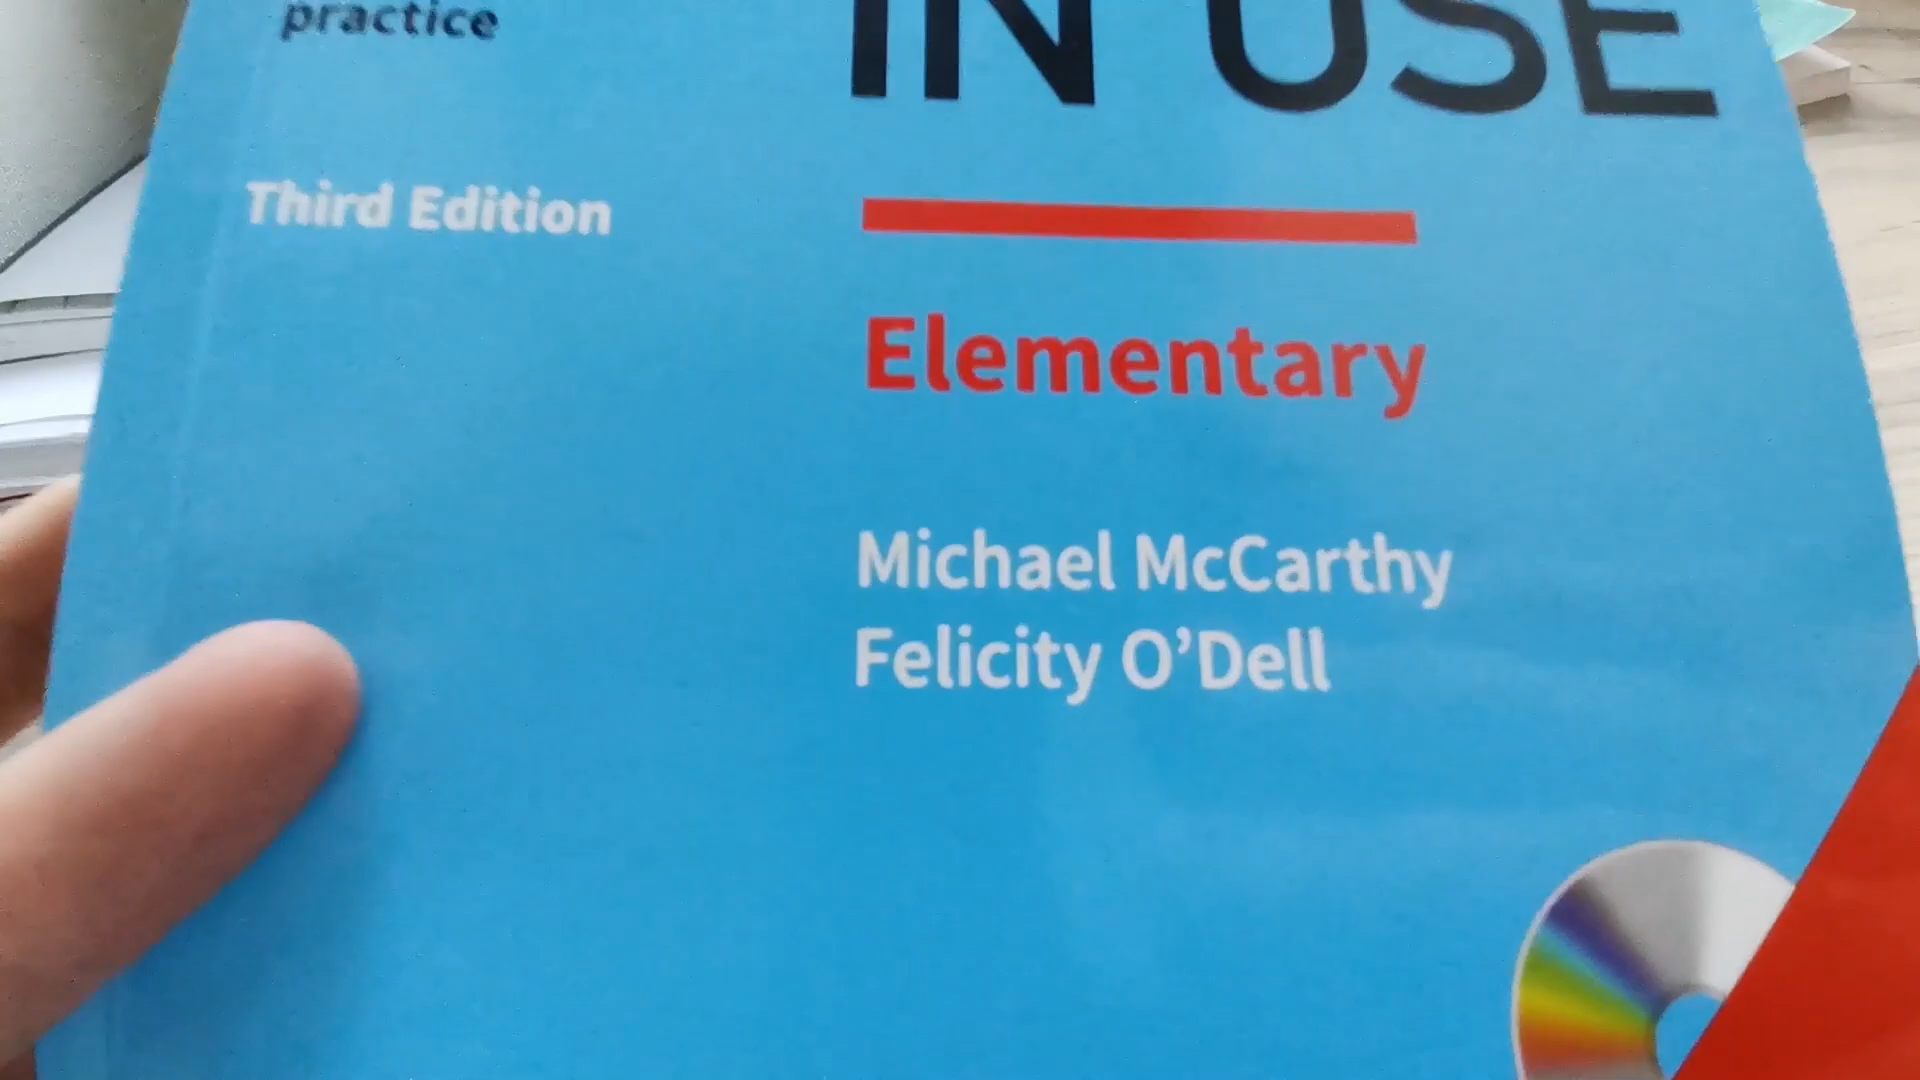 practice
IN USE
Third Edition
Elementary
Michael McCarthy
Felicity O'Dell